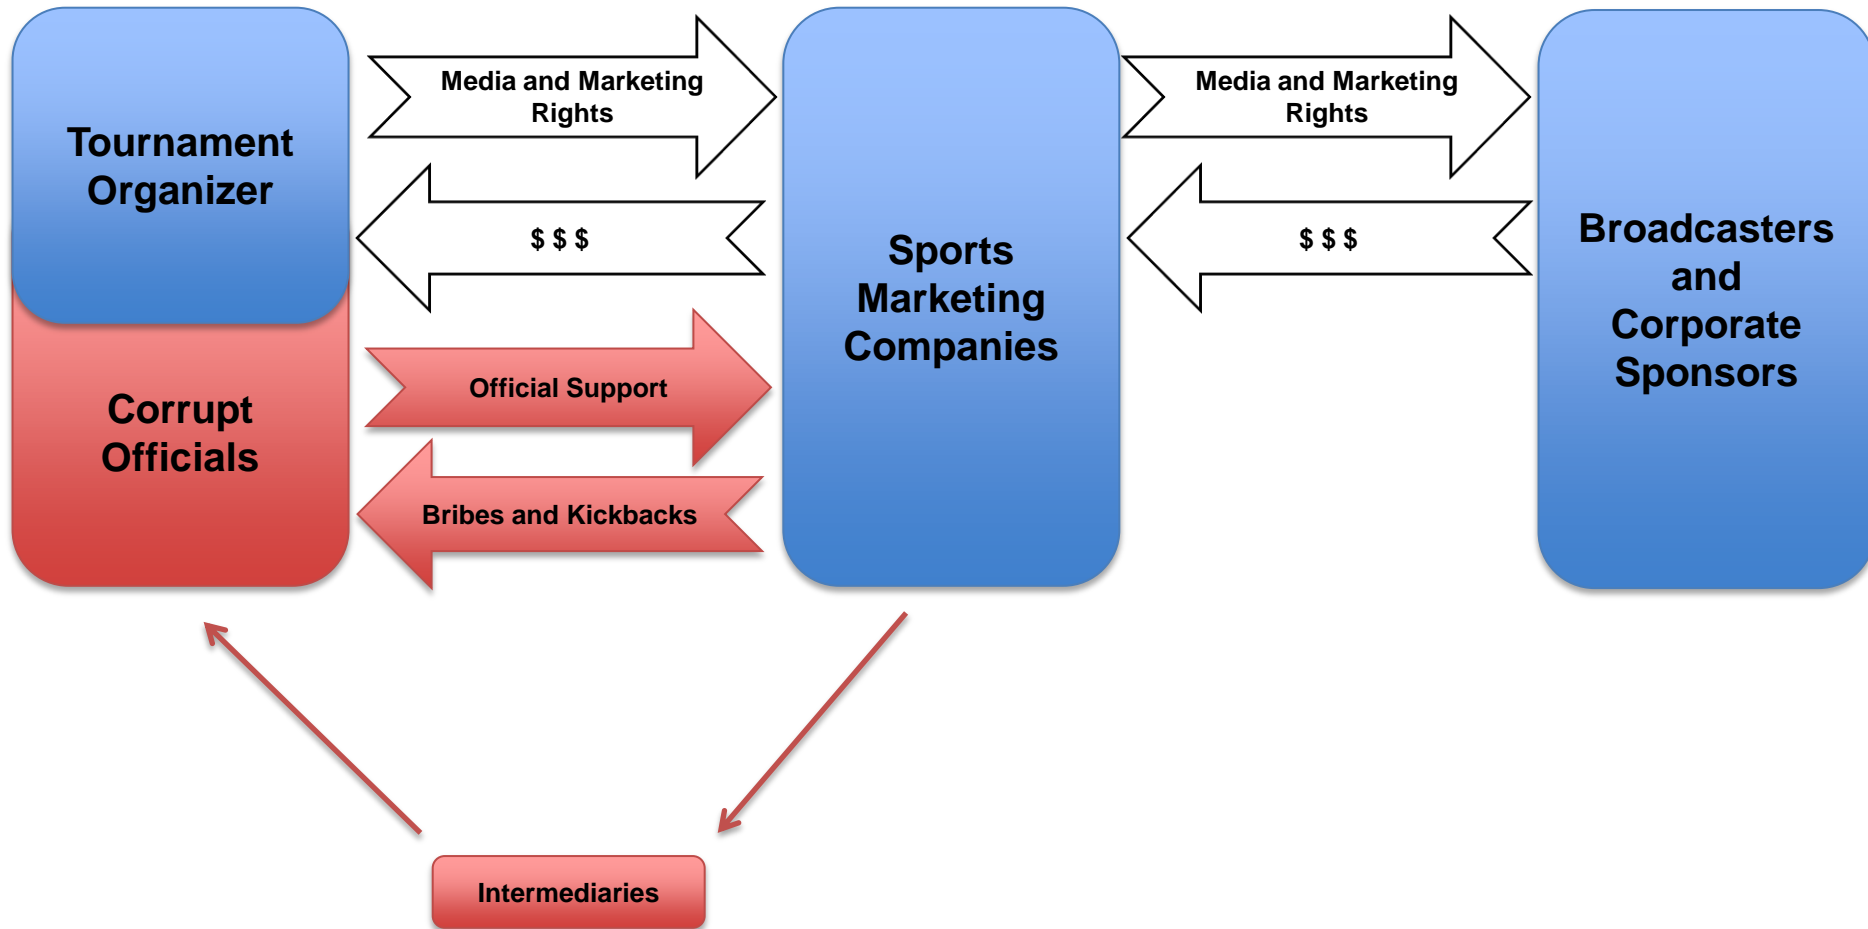 Tournament
Organizer
Media and Marketing
Rights
$ $ $
Corrupt
Officials
Official Support
Bribes and Kickbacks
Sports
Marketing
Companies
Media and Marketing
Rights
$ $ $
Broadcasters
and
Corporate
Sponsors
Intermediaries